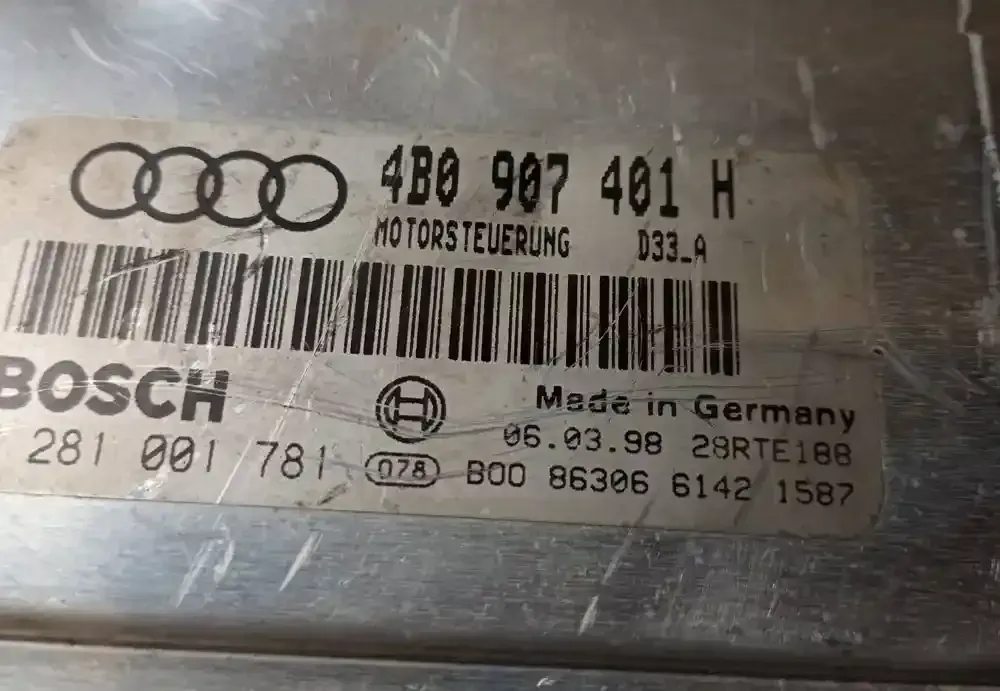 4B0 907 401 H
MOTORSTEUERUNG D33_A
BOSCH
Made in Germany
06.03.98 28RTE188
281 001 781 078 B00 86306 6142 1587